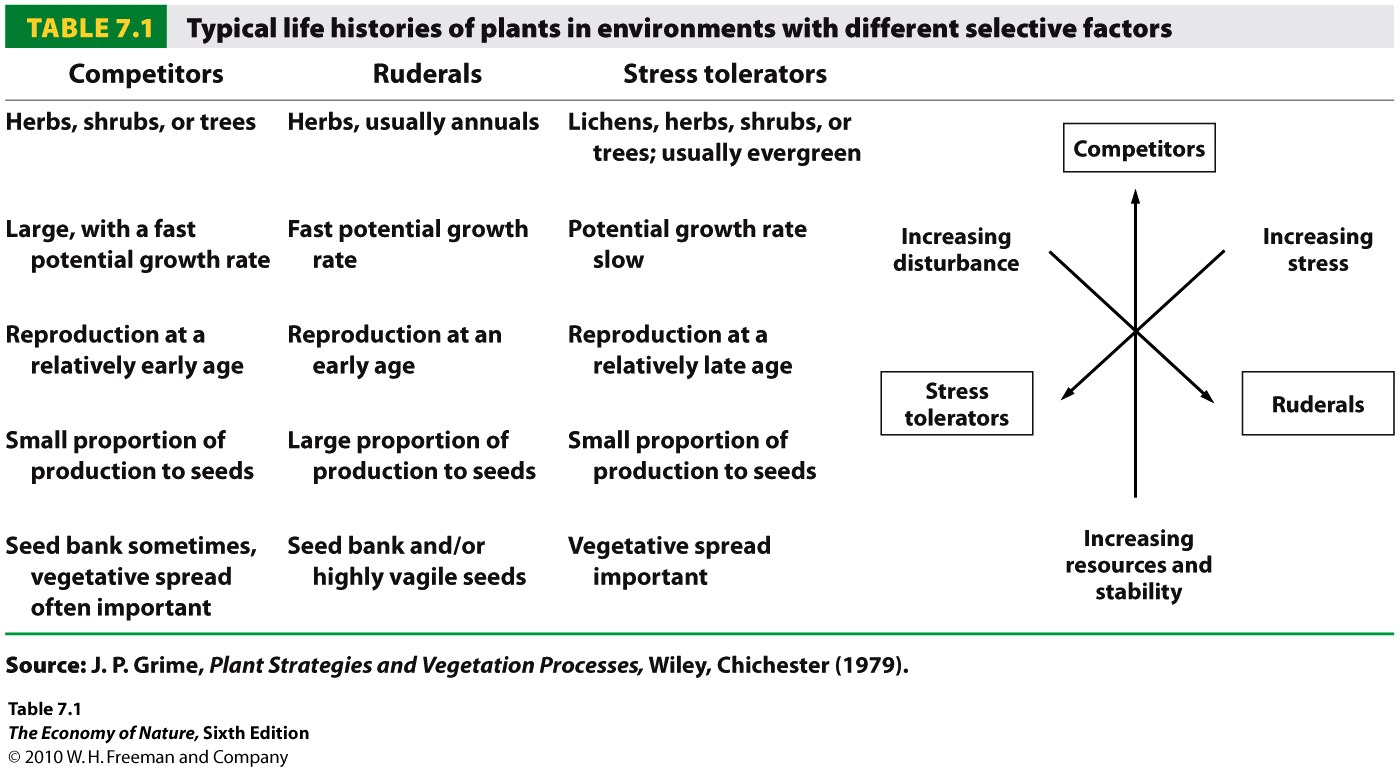 TABLE 7.1 Typical life histories of plants in environments with different selective factors
Competitors Ruderals Stress tolerators
Herbs, shrubs, or trees Herbs, usually annuals Lichens, herbs, shrubs, or
trees; usually evergreen
Large, with a fast Fast potential growth Potential growth rate
potential growth rate rate slow
Reproduction at a Reproduction at an Reproduction at a
relatively early age early age relatively late age
Small proportion of Large proportion of Small proportion of
production to seeds production to seeds production to seeds
Seed bank sometimes, Seed bank and/or Vegetative spread
vegetative spread highly vagile seeds important
often important
Competitors
Increasing
disturbance
Increasing
stress
Stress
tolerators
Ruderals
Increasing
resources and
stability
Source: J. P. Grime, Plant Strategies and Vegetation Processes, Wiley, Chichester (1979).
Table 7.1
The Economy of Nature, Sixth Edition
© 2010 W. H. Freeman and Company